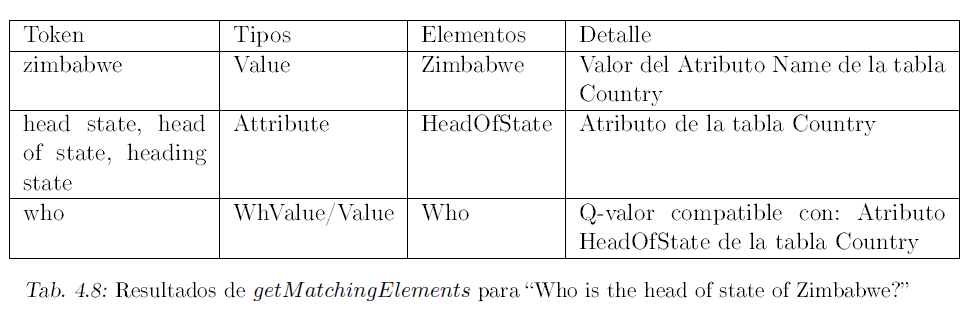 Token Tipos Elementos Detalle
zimbabwe Value Zimbabwe Valor del Atributo Name de la tabla
Country
head state, head Attribute HeadOfState Atributo de la tabla Country
of state, heading
state
who WhValue/Value Who Q-valor compatible con: Atributo
HeadOfState de la tabla Country
Tab. 4.8: Resultados de getMatchingElements para “Who is the head of state of Zimbabwe?”